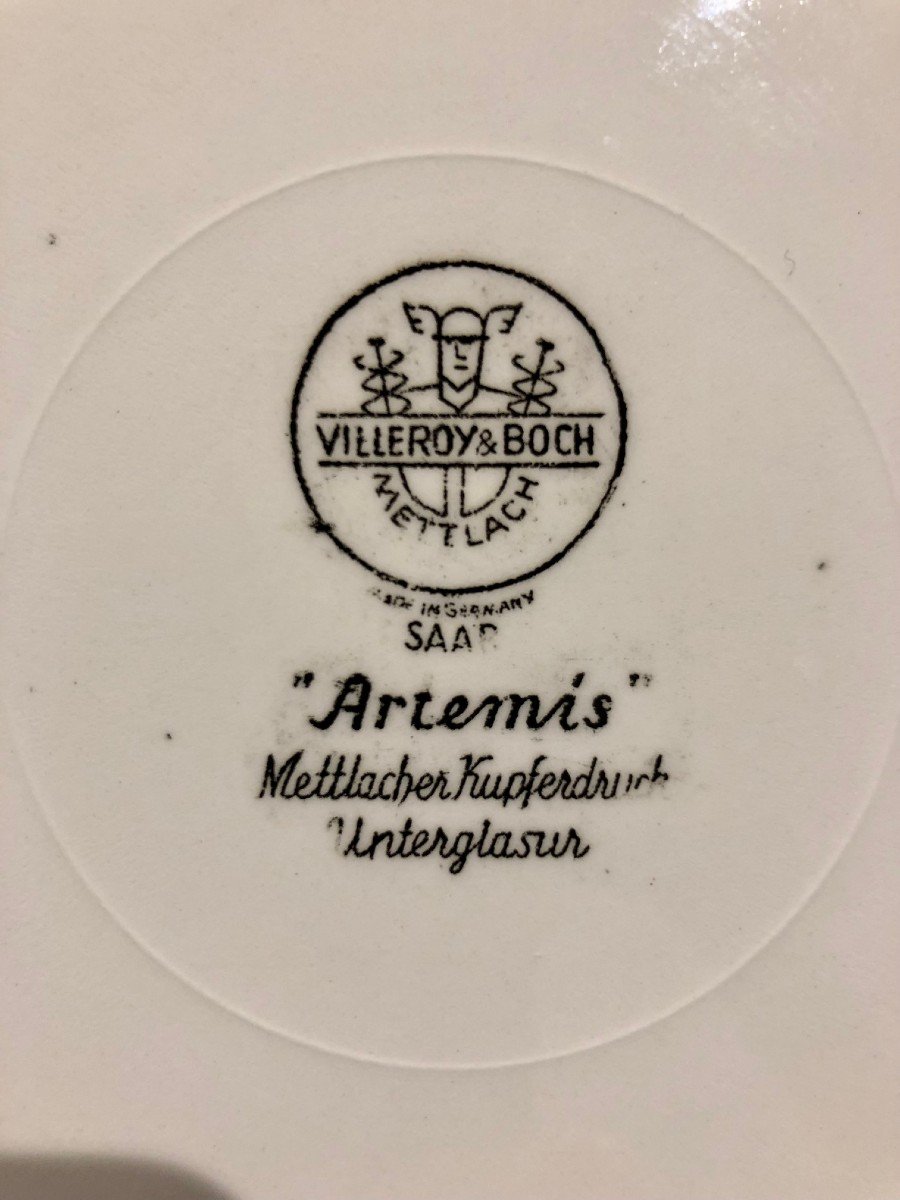 VILLEROY & BOCH
METTLACH
MADE IN GERMANY
SAAR
"Artemis"
Mettlacher Kupferdruck
Unterglasur